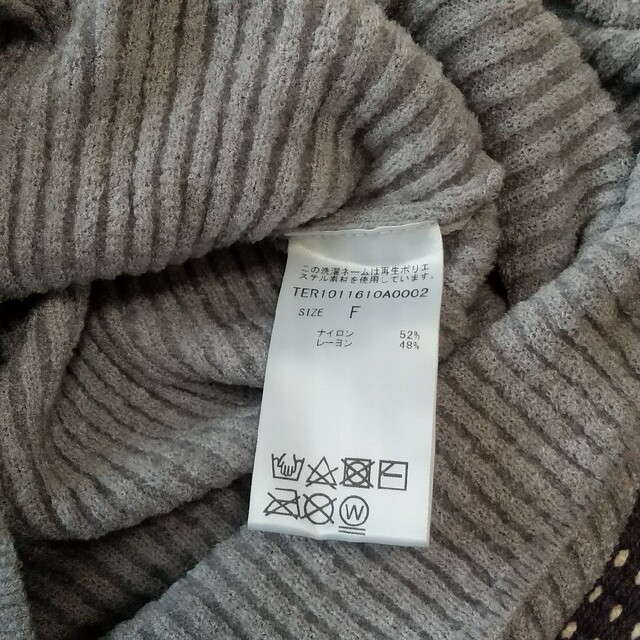 この洗濯ネームは再生ポリエ
ステル素料を使用しています。
TER1011610A0002
SIZE F
ナイロン 52%
レーヨン 48%
W